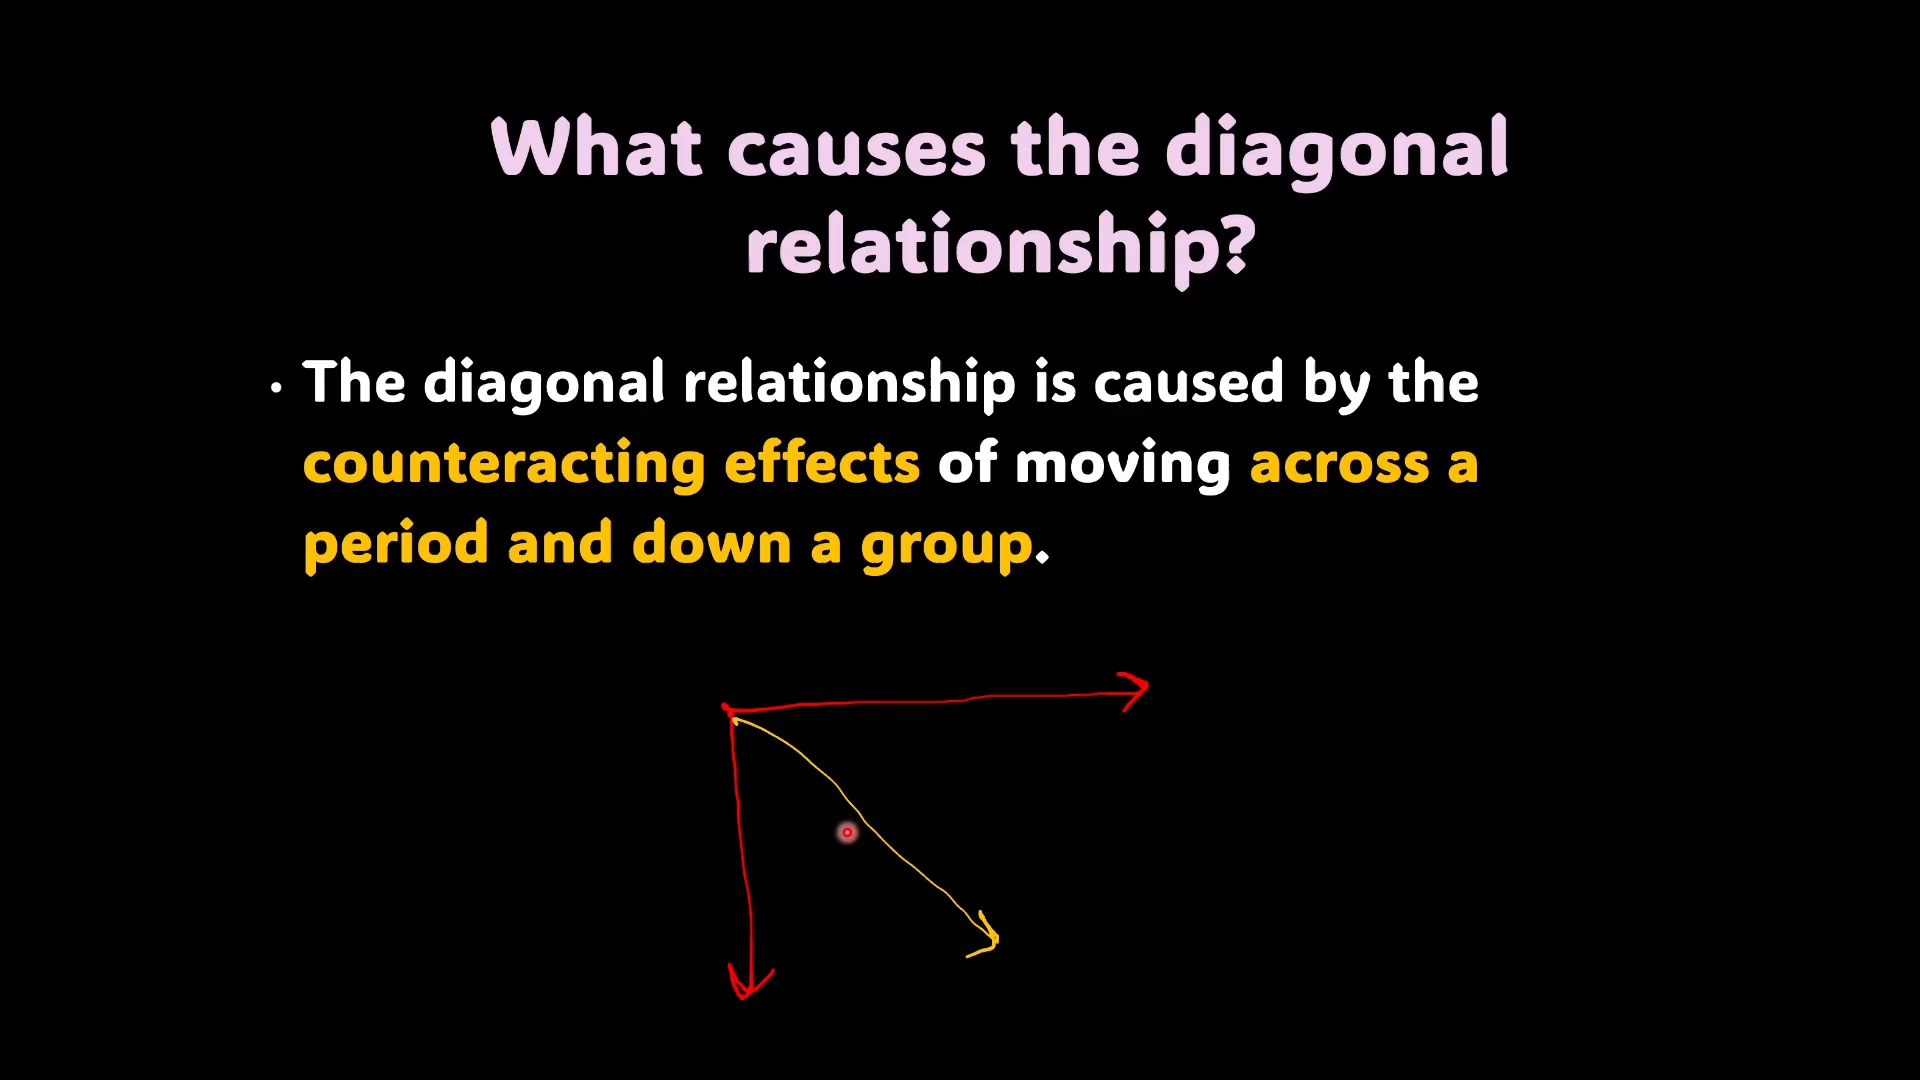 What causes the diagonal
relationship?
• The diagonal relationship is caused by the
counteracting effects of moving across a
period and down a group.